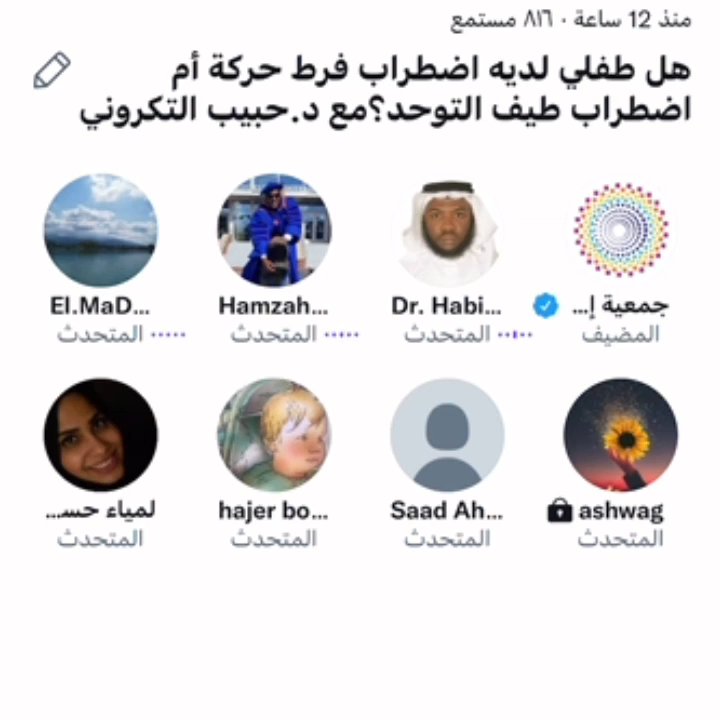 منذ 12 ساعة · ٨١٦ مستمع
هل طفلي لديه اضطراب فرط حركة أم
اضطراب طيف التوحد؟مع د.حبيب التكروني
جمعية إ...
المضيف
Dr. Habi...
المتحدث
Hamzah...
المتحدث
El.MaD...
المتحدث
ashwag
المتحدث
Saad Ah...
المتحدث
hajer bo...
المتحدث
لمياء حسـ...
المتحدث